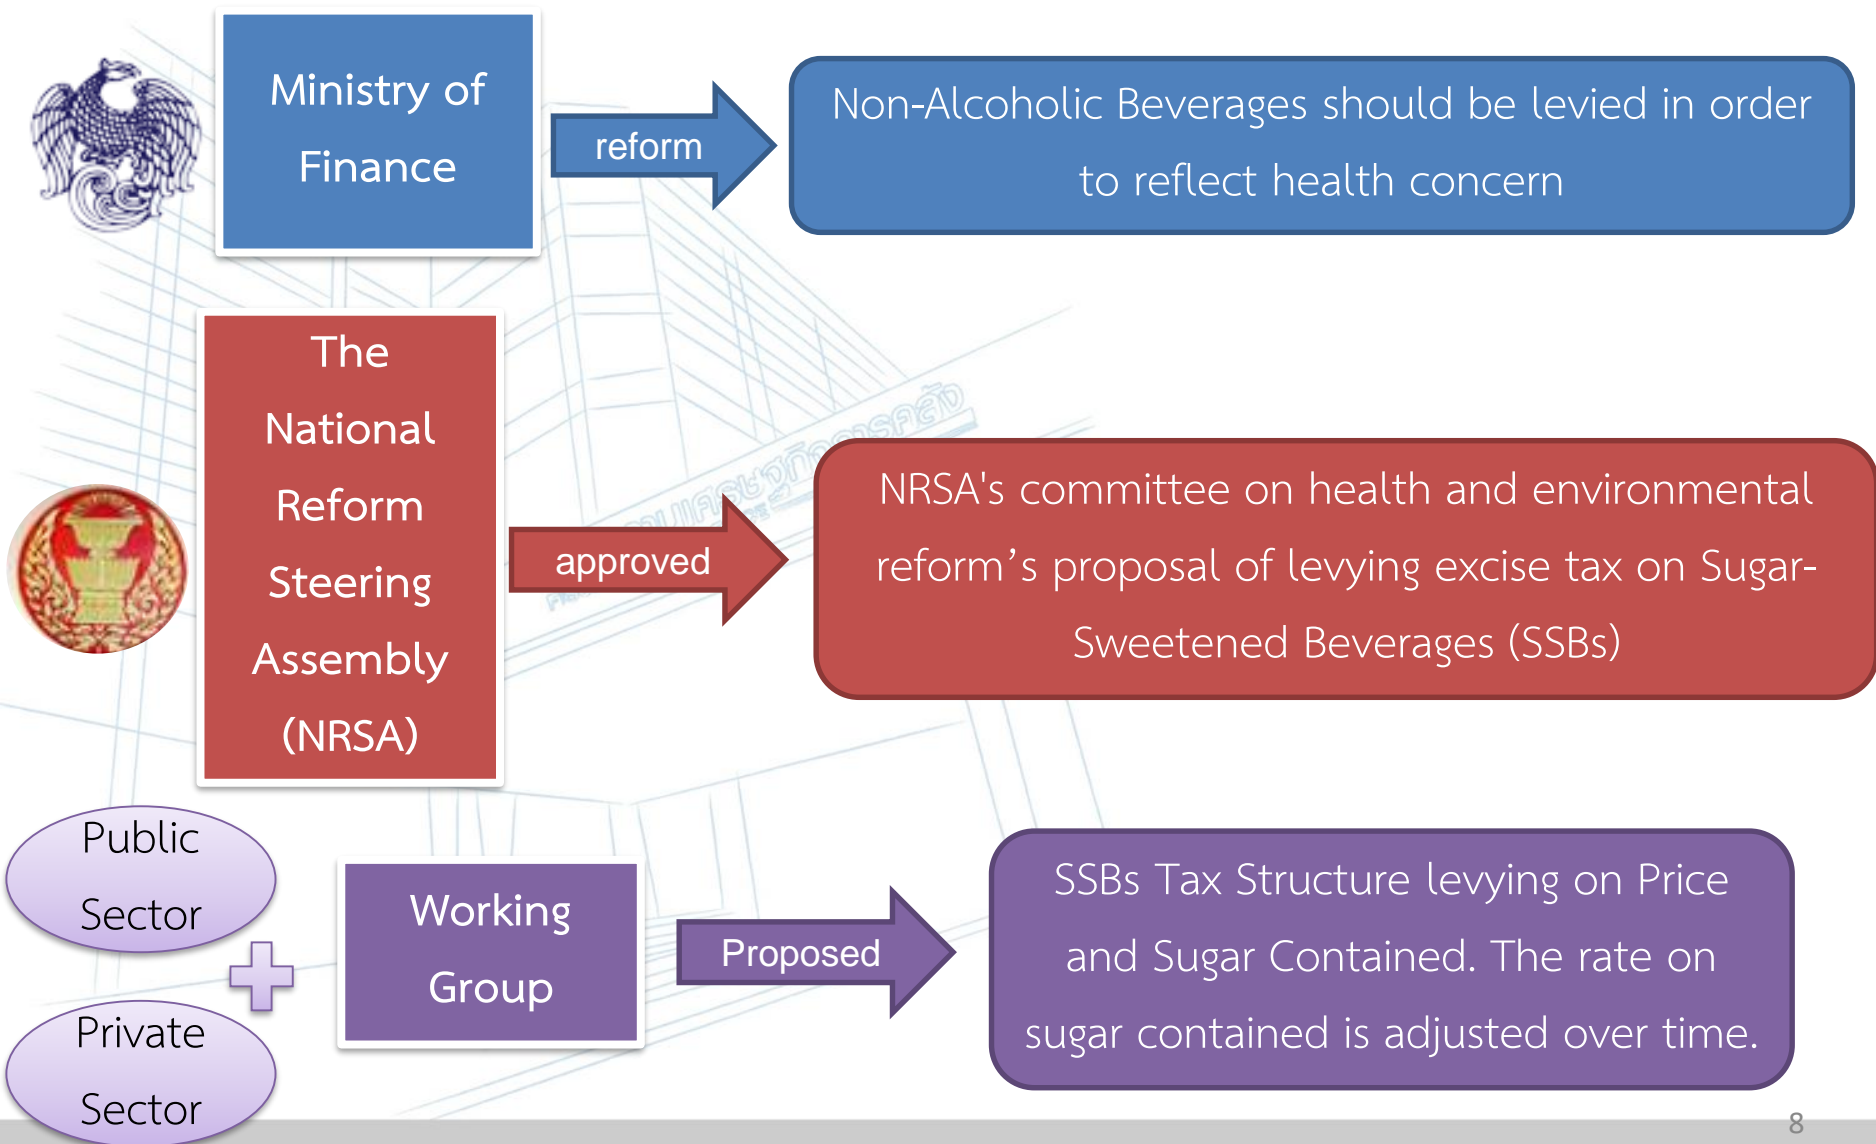 Ministry of
Finance
reform
Non-Alcoholic Beverages should be levied in order
to reflect health concern
The
National
Reform
Steering
Assembly
(NRSA)
approved
NRSA's committee on health and environmental
reform’s proposal of levying excise tax on Sugar-
Sweetened Beverages (SSBs)
Public
Sector
Private
Sector
Working
Group
Proposed
SSBs Tax Structure levying on Price
and Sugar Contained. The rate on
sugar contained is adjusted over time.
8